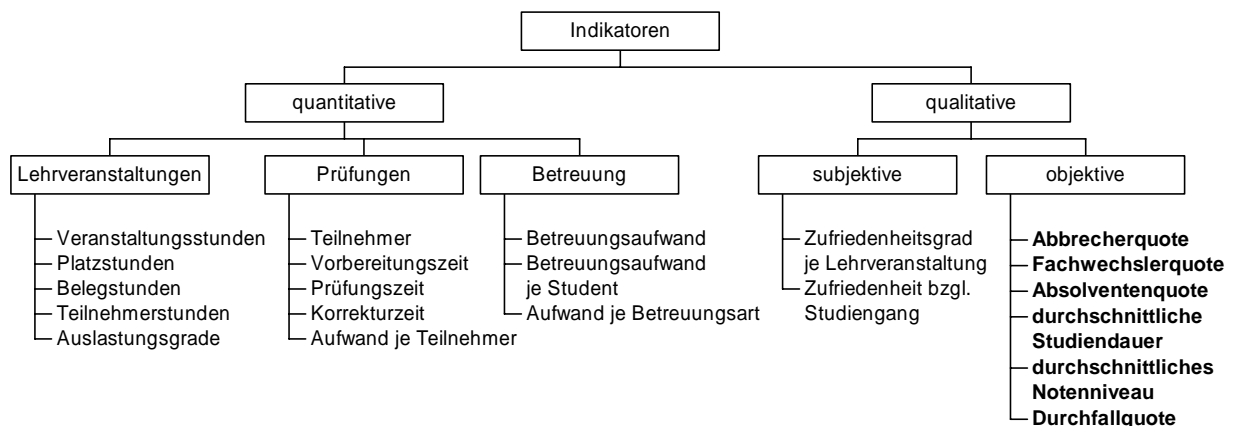 Indikatoren
quantitative
qualitative
Lehrveranstaltungen
Prüfungen
Betreuung
subjektive
objektive
Veranstaltungsstunden
Platzstunden
Belegstunden
Teilnehmerstunden
Auslastungsgrade
Teilnehmer
Vorbereitungszeit
Prüfungszeit
Korrekturzeit
Aufwand je Teilnehmer
Betreuungsaufwand
Betreuungsaufwand
je Student
Aufwand je Betreuungsart
Zufriedenheitsgrad
je Lehrveranstaltung
Zufriedenheit bzgl.
Studiengang
Abbrecherquote
Fachwechslerquote
Absolventenquote
durchschnittliche
Studiendauer
durchschnittliches
Notenniveau
Durchfallquote